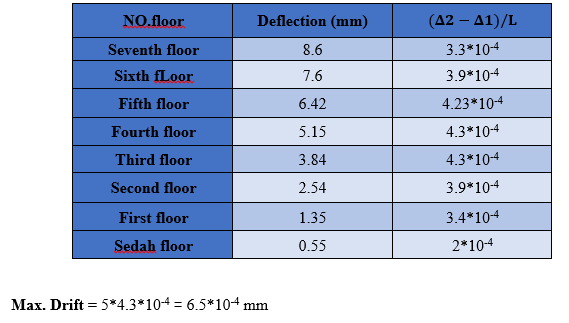 NO.floor Deflection (mm) (Δ2 – Δ1)/L
Seventh floor 8.6 3.3*10-4
Sixth fLoor 7.6 3.9*10-4
Fifth floor 6.42 4.23*10-4
Fourth floor 5.15 4.3*10-4
Third floor 3.84 4.3*10-4
Second floor 2.54 3.9*10-4
First floor 1.35 3.4*10-4
Sedah floor 0.55 2*10-4
Max. Drift = 5*4.3*10-4 = 6.5*10-4 mm